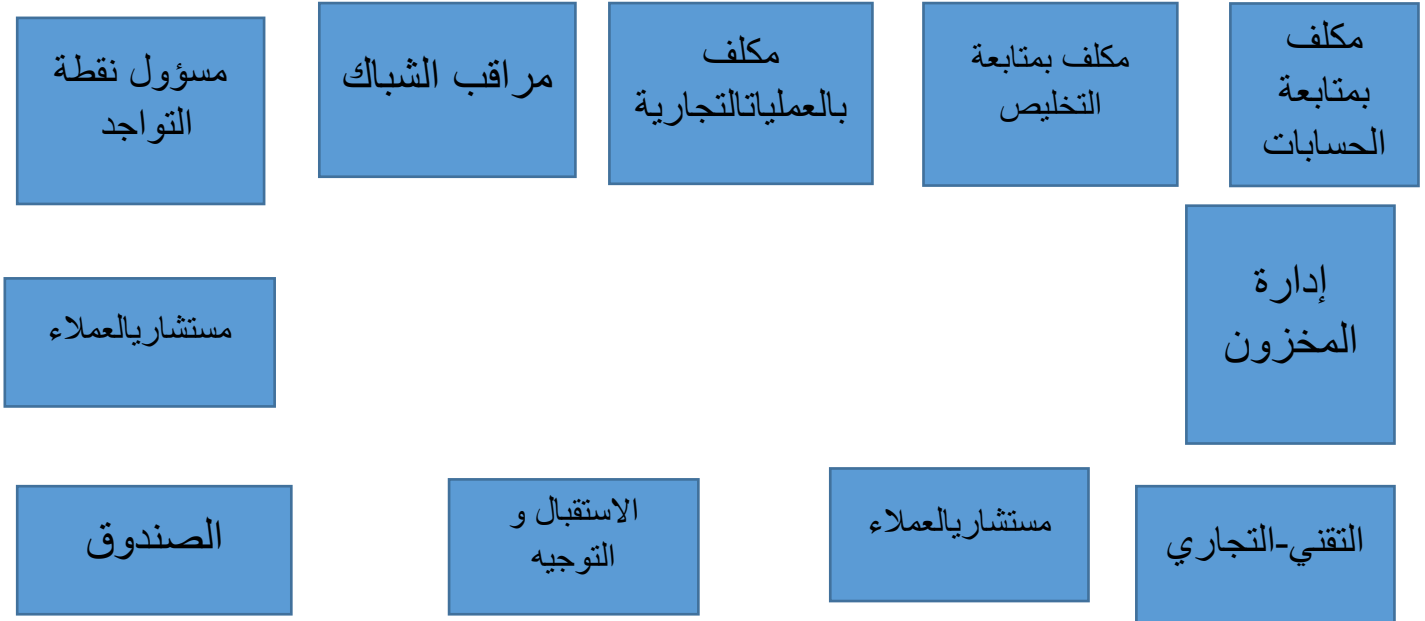 مكلف
بمتابعة
الحسابات
مكلف بمتابعة
التخليص
مكلف
بالعملياتالتجارية
مراقب الشباك
مسؤول نقطة
التواجد
إدارة
المخزون
مستشاريالعملاء
التقني-التجاري
مستشاريالعملاء
الاستقبال و
التوجيه
الصندوق